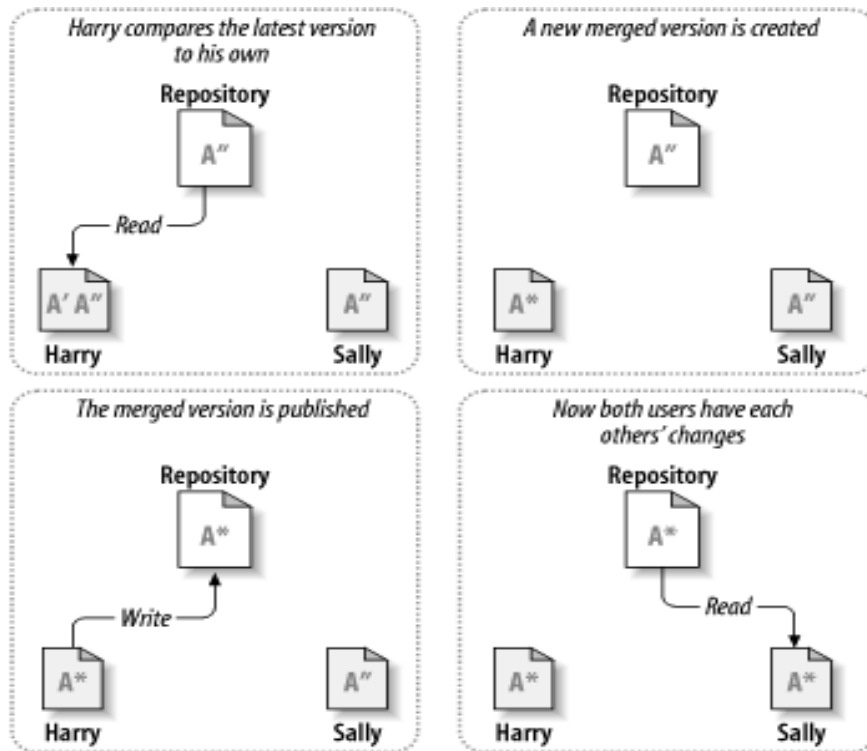 Harry compares the latest version
to his own
Repository
A″
Read
A′ A″
A″
Harry
Sally
A new merged version is created
Repository
A″
A*
A″
Harry
Sally
The merged version is published
Repository
A*
Write
A*
A″
Harry
Sally
Now both users have each
others’ changes
Repository
A*
Read
A*
A*
Harry
Sally